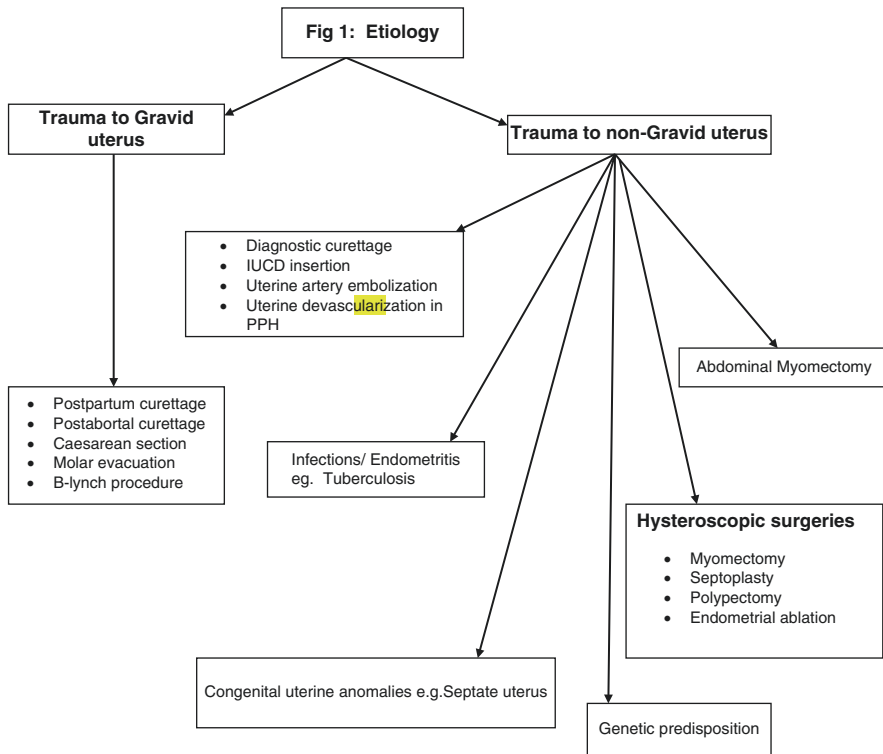 Fig 1: Etiology
Trauma to Gravid
uterus
Trauma to non-Gravid uterus
• Diagnostic curettage
• IUCD insertion
• Uterine artery embolization
• Uterine devascularization in
PPH
Abdominal Myomectomy
• Postpartum curettage
• Postabortal curettage
• Caesarean section
• Molar evacuation
• B-lynch procedure
Infections/ Endometritis
eg. Tuberculosis
Hysteroscopic surgeries
• Myomectomy
• Septoplasty
• Polypectomy
• Endometrial ablation
Congenital uterine anomalies e.g.Septate uterus
Genetic predisposition